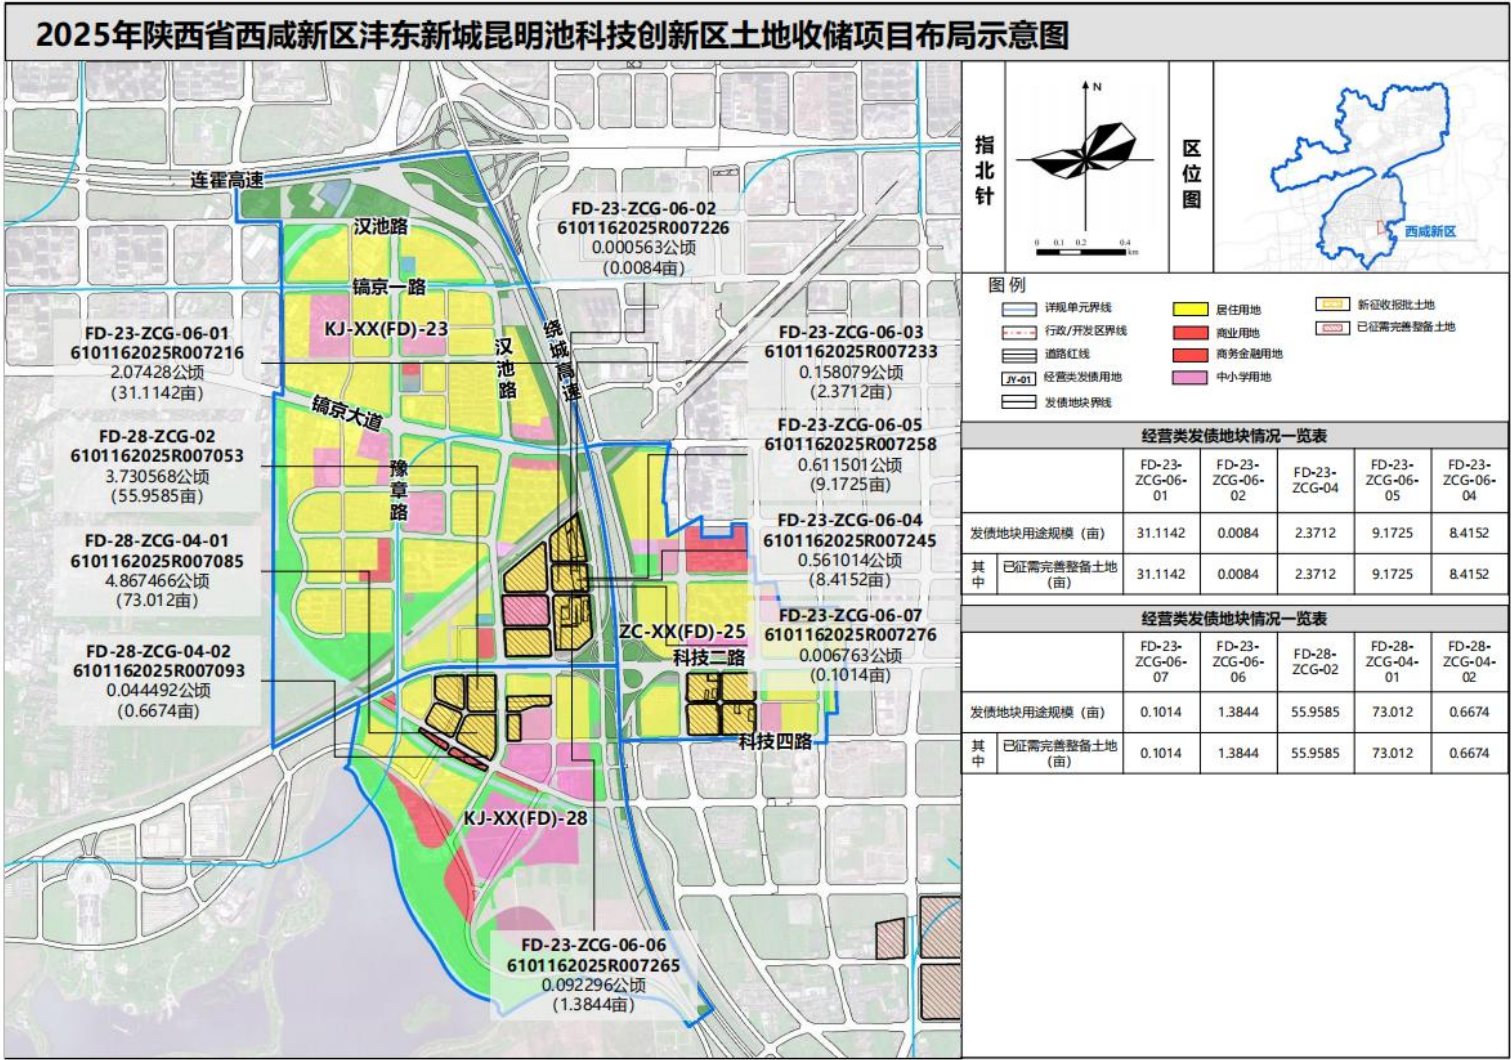 2025年陕西省西咸新区沣东新城昆明池科技创新区土地收储项目布局示意图
连霍高速
汉池路
镐京一路
KJ-XX(FD)-23
汉池路
绕城高速
镐京大道
豫章路
ZC-XX(FD)-25
科技二路
科技四路
KJ-XX(FD)-28
FD-23-ZCG-06-02
6101162025R007226
0.000563公顷
(0.0084亩)
FD-23-ZCG-06-01
6101162025R007216
2.07428公顷
(31.1142亩)
FD-28-ZCG-02
6101162025R007053
3.730568公顷
(55.9585亩)
FD-28-ZCG-04-01
6101162025R007085
4.867466公顷
(73.012亩)
FD-28-ZCG-04-02
6101162025R007093
0.044492公顷
(0.6674亩)
FD-23-ZCG-06-03
6101162025R007233
0.158079公顷
(2.3712亩)
FD-23-ZCG-06-05
6101162025R007258
0.611501公顷
(9.1725亩)
FD-23-ZCG-06-04
6101162025R007245
0.561014公顷
(8.4152亩)
FD-23-ZCG-06-07
6101162025R007276
0.006763公顷
(0.1014亩)
FD-23-ZCG-06-06
6101162025R007265
0.092296公顷
(1.3844亩)
指北针
N
0 0.1 0.2 0.4
km
区位图
西咸新区
图例
详规单元界线
行政/开发区界线
道路红线
JY-01 经营类发债用地
发债地块界线
居住用地
商业用地
商务金融用地
中小学用地
新征收报批土地
已征需完善整备土地
经营类发债地块情况一览表
FD-23-ZCG-06-01 FD-23-ZCG-06-02 FD-23-ZCG-04 FD-23-ZCG-06-05 FD-23-ZCG-06-04
发债地块用途规模（亩） 31.1142 0.0084 2.3712 9.1725 8.4152
其中 已征需完善整备土地（亩） 31.1142 0.0084 2.3712 9.1725 8.4152
经营类发债地块情况一览表
FD-23-ZCG-06-07 FD-23-ZCG-06-06 FD-28-ZCG-02 FD-28-ZCG-04-01 FD-28-ZCG-04-02
发债地块用途规模（亩） 0.1014 1.3844 55.9585 73.012 0.6674
其中 已征需完善整备土地（亩） 0.1014 1.3844 55.9585 73.012 0.6674